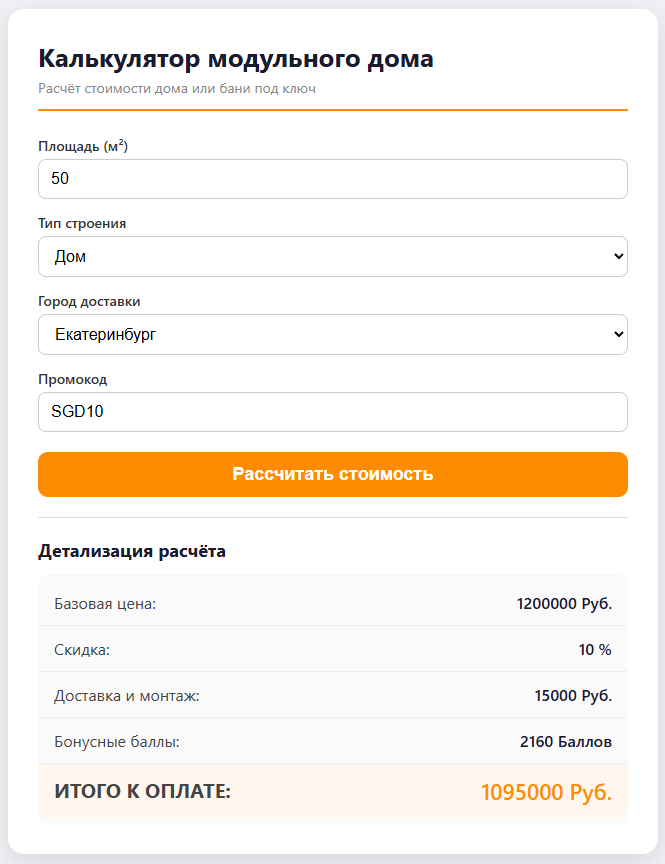 Калькулятор модульного дома
Расчёт стоимости дома или бани под ключ
Площадь (м²)
50
Тип строения
Дом
Город доставки
Екатеринбург
Промокод
SGD10
Рассчитать стоимость
Детализация расчёта
Базовая цена: 1200000 Руб.
Скидка: 10 %
Доставка и монтаж: 15000 Руб.
Бонусные баллы: 2160 Баллов
ИТОГО К ОПЛАТЕ: 1095000 Руб.